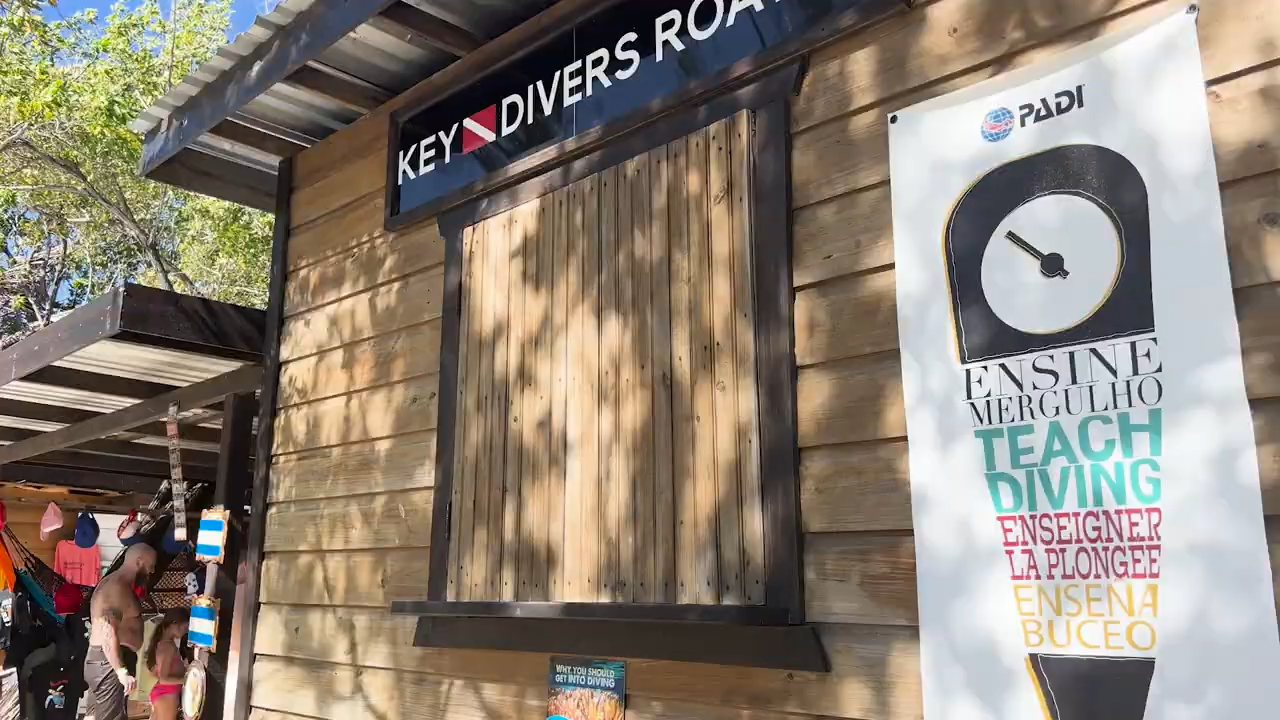 KEY DIVERS ROA
PADI
ENSINE
MERGULHO
TEACH
DIVING
ENSEIGNER
LA PLONGEE
ENSENA
BUCEO
WHY YOU SHOULD
GET INTO DIVING